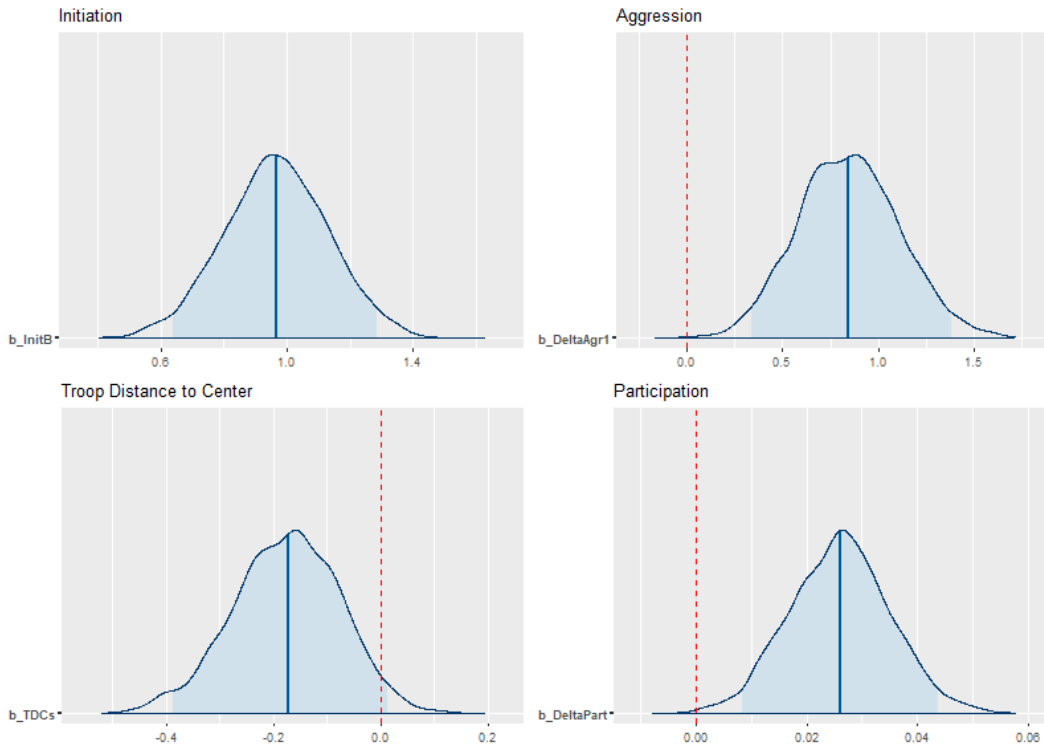 Initiation
b_InitB
0.6 1.0 1.4
Aggression
b_DeltaAgr1
0.0 0.5 1.0 1.5
Troop Distance to Center
b_TDCs
-0.4 -0.2 0.0 0.2
Participation
b_DeltaPart
0.00 0.02 0.04 0.06